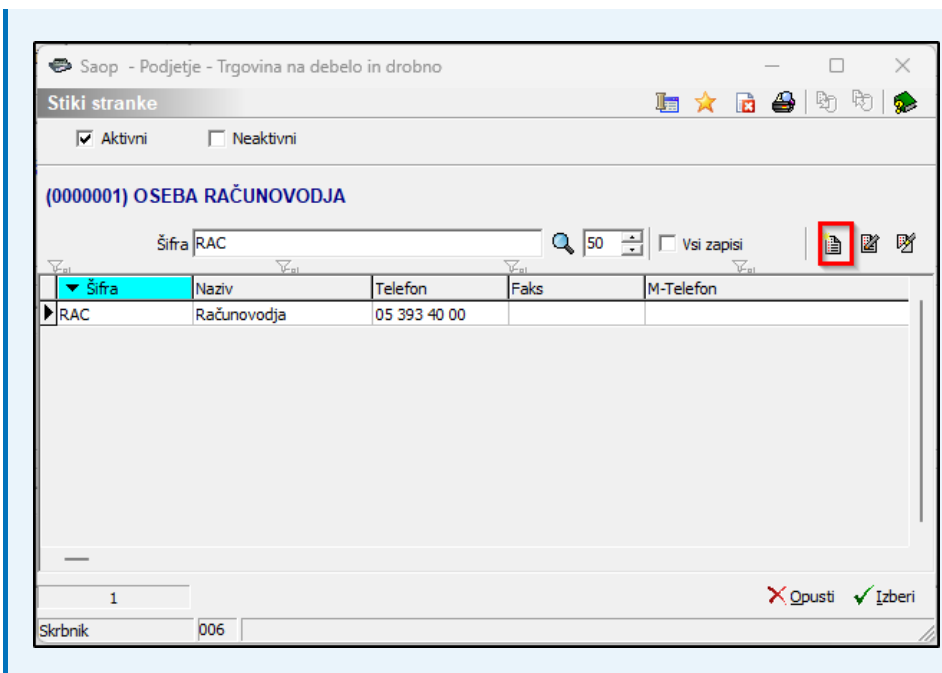 Saop - Podjetje - Trgovina na debelo in drobno
Stiki stranke
Aktivni Neaktivni
(0000001) OSEBA RAČUNOVODJA
Šifra RAC 50 Vsi zapisi
Šifra Naziv Telefon Faks M-Telefon
RAC Računovodja 05 393 40 00
1 Opusti Izberi
Skrbnik 006